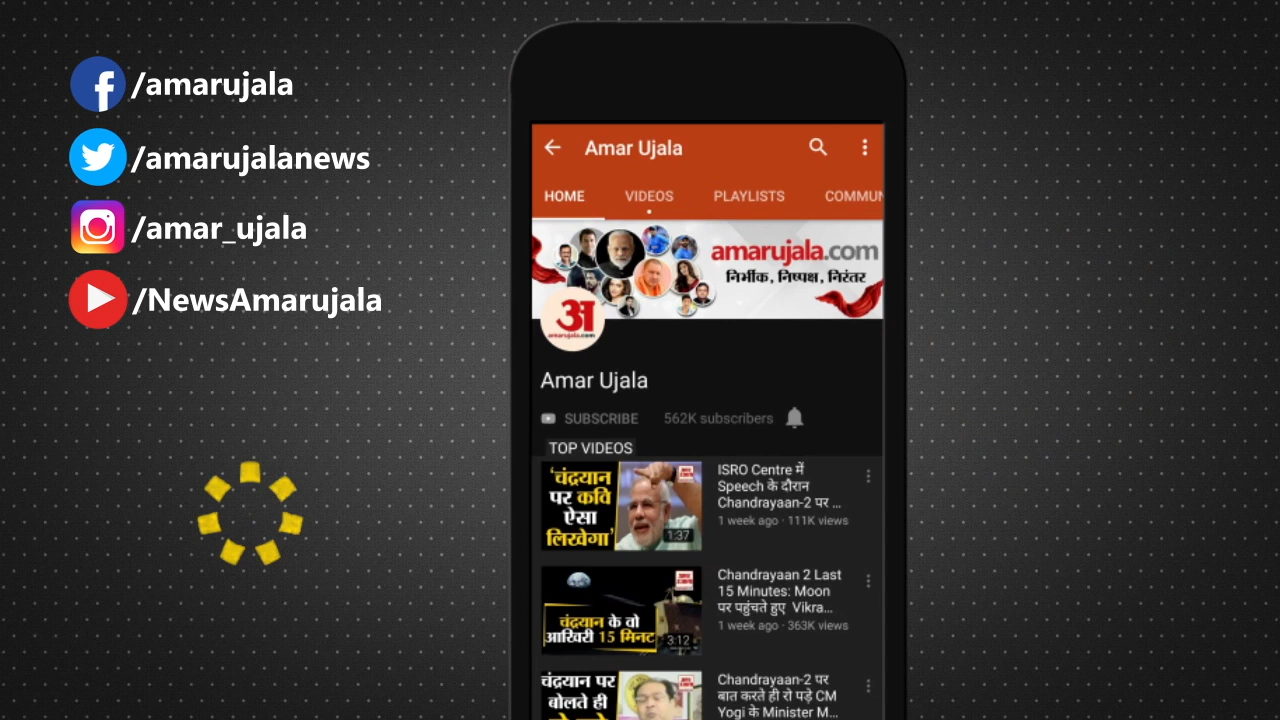 /amarujala
/amarujalanews
/amar_ujala
/NewsAmarujala
Amar Ujala
HOME VIDEOS PLAYLISTS COMMUN
amarujala.com
निर्भीक, निष्पक्ष, निरंतर
अ
amarujala.com
Amar Ujala
SUBSCRIBE 562K subscribers
TOP VIDEOS
'चंद्रयान
पर कवि
ऐसा
लिखेगा'
1:37
ISRO Centre में
Speech के दौरान
Chandrayaan-2 पर ...
1 week ago · 111K views
चंद्रयान के वो
आखिरी 15 मिनट
3:12
Chandrayaan 2 Last
15 Minutes: Moon
पर पहुंचते हुए Vikra...
1 week ago · 363K views
चंद्रयान पर
बोलते ही
Chandrayaan-2 पर
बात करते ही रो पड़े CM
Yogi के Minister M...